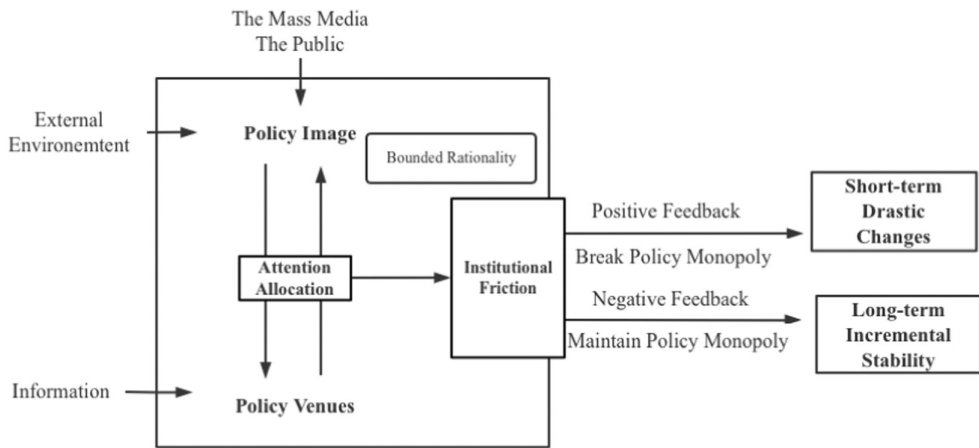 The Mass Media
The Public
External
Environemtent
Policy Image
Bounded Rationality
Attention
Allocation
Institutional
Friction
Positive Feedback
Break Policy Monopoly
Negative Feedback
Maintain Policy Monopoly
Short-term
Drastic
Changes
Long-term
Incremental
Stability
Information
Policy Venues